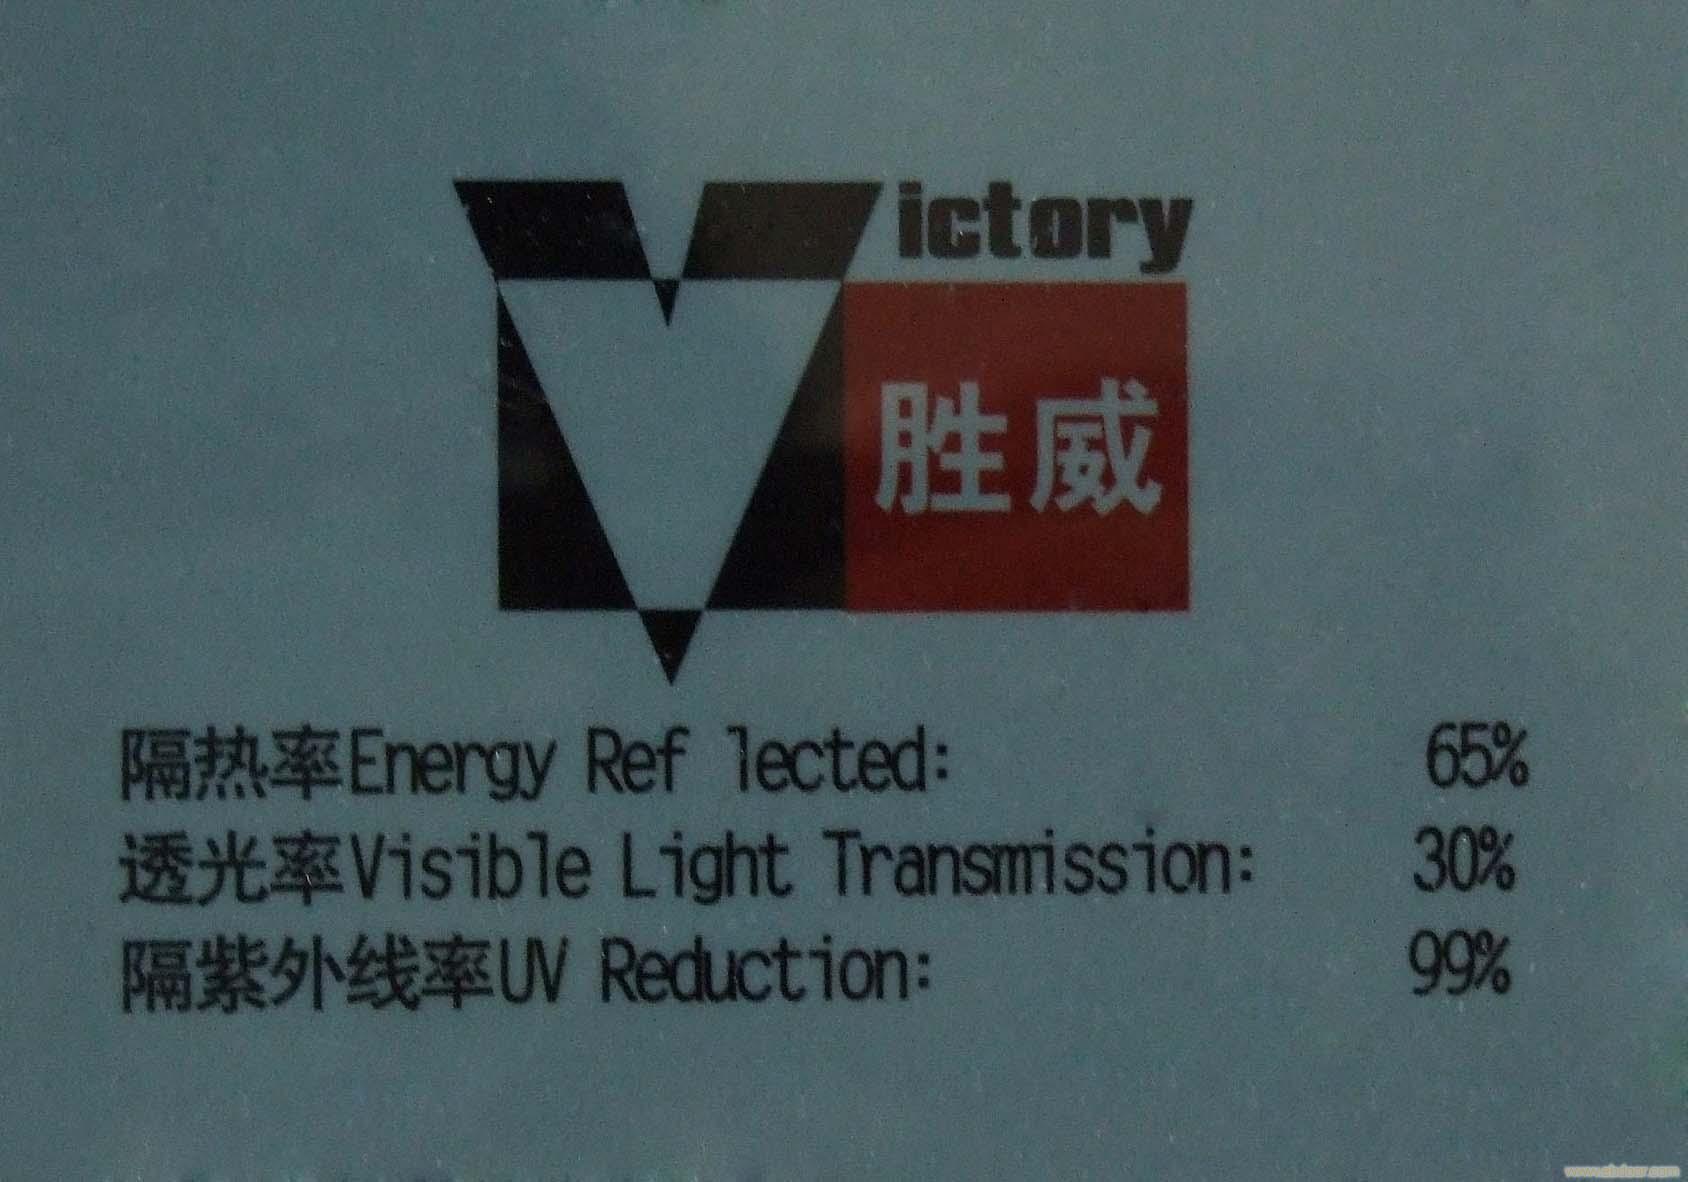 Victory
胜威
隔热率Energy Ref lected: 65%
透光率Visible Light Transmission: 30%
隔紫外线率UV Reduction: 99%